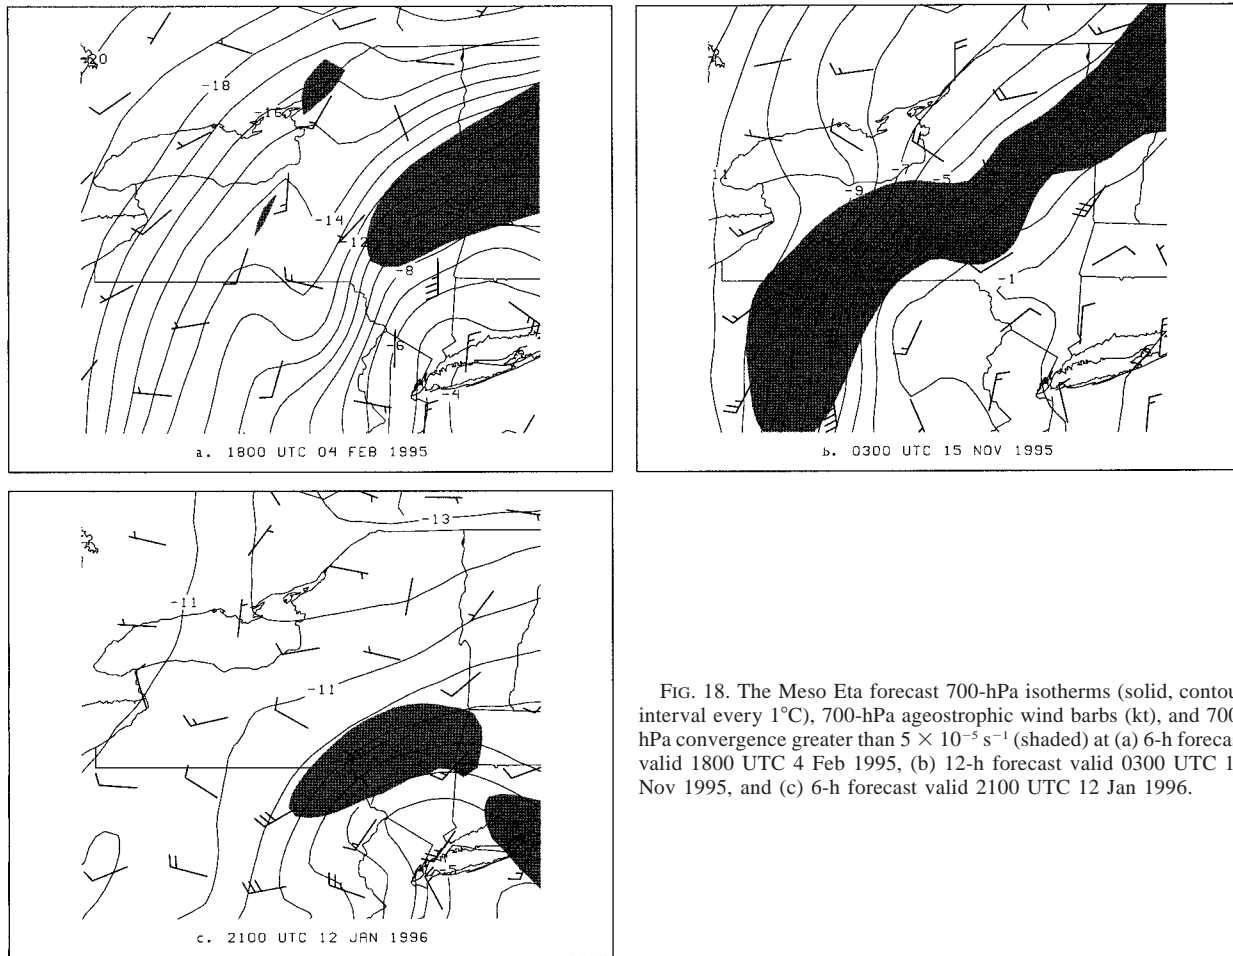 -20
-18
-16
-14
-12
-8
-6
-4
a. 1800 UTC 04 FEB 1995
11
-9
-7
-5
-1
b. 0300 UTC 15 NOV 1995
-13
-11
-11
c. 2100 UTC 12 JAN 1996
FIG. 18. The Meso Eta forecast 700-hPa isotherms (solid, contou
interval every 1°C), 700-hPa ageostrophic wind barbs (kt), and 700
hPa convergence greater than 5 × 10⁻⁵ s⁻¹ (shaded) at (a) 6-h foreca
valid 1800 UTC 4 Feb 1995, (b) 12-h forecast valid 0300 UTC 1
Nov 1995, and (c) 6-h forecast valid 2100 UTC 12 Jan 1996.